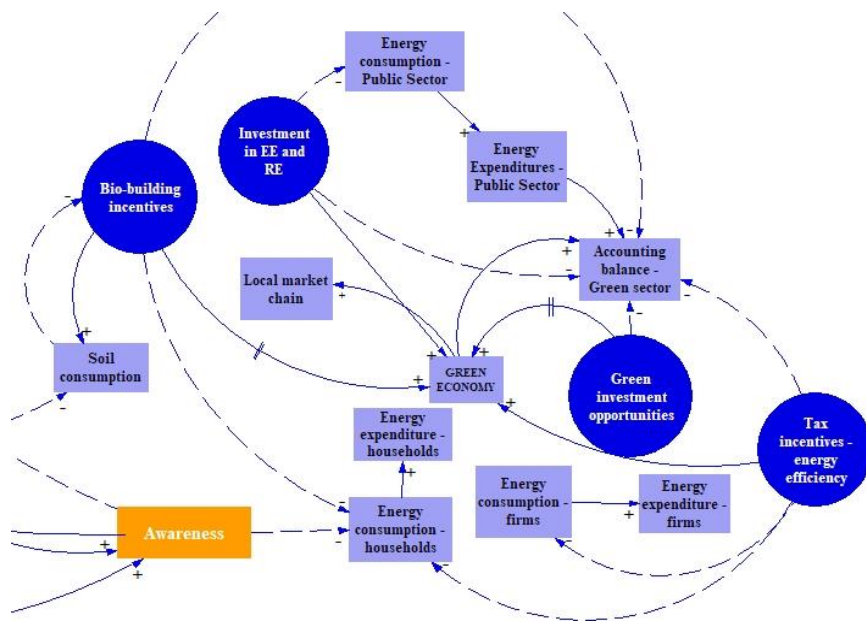 Energy
consumption -
Public Sector
-
Investment
in EE and
RE
+
Energy
Expenditures -
Public Sector
Bio-building
incentives
-
+
-
+
-
Accounting
balance -
Green sector
-
-
Local market
chain
+
+
Soil
consumption
-
+
+
+
GREEN
ECONOMY
+
Green
investment
opportunities
Tax
incentives -
energy
efficiency
Energy
expenditure -
households
+
-
Energy
consumption -
households
-
-
Energy
consumption -
firms
-
+
Energy
expenditure -
firms
Awareness
+
+